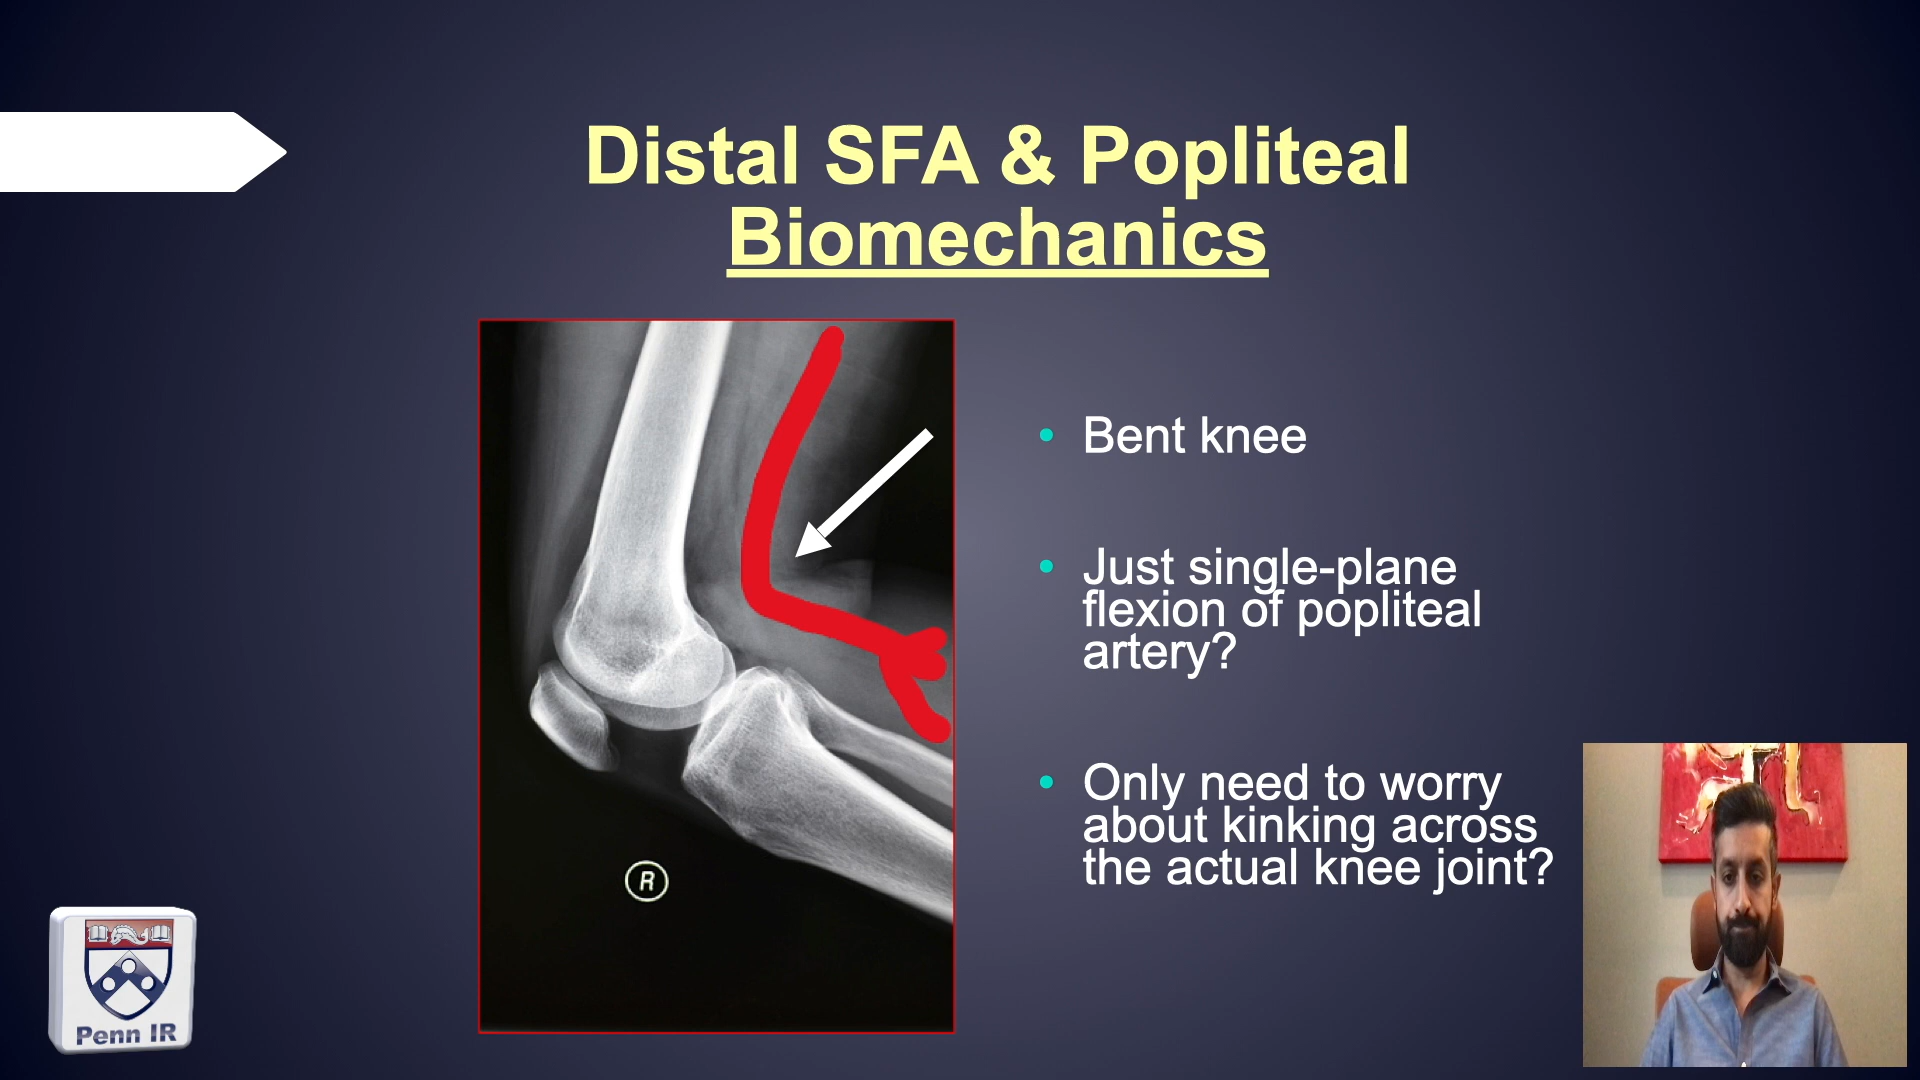 Distal SFA & Popliteal
Biomechanics
• Bent knee
• Just single-plane
flexion of popliteal
artery?
• Only need to worry
about kinking across
the actual knee joint?
R
Penn IR